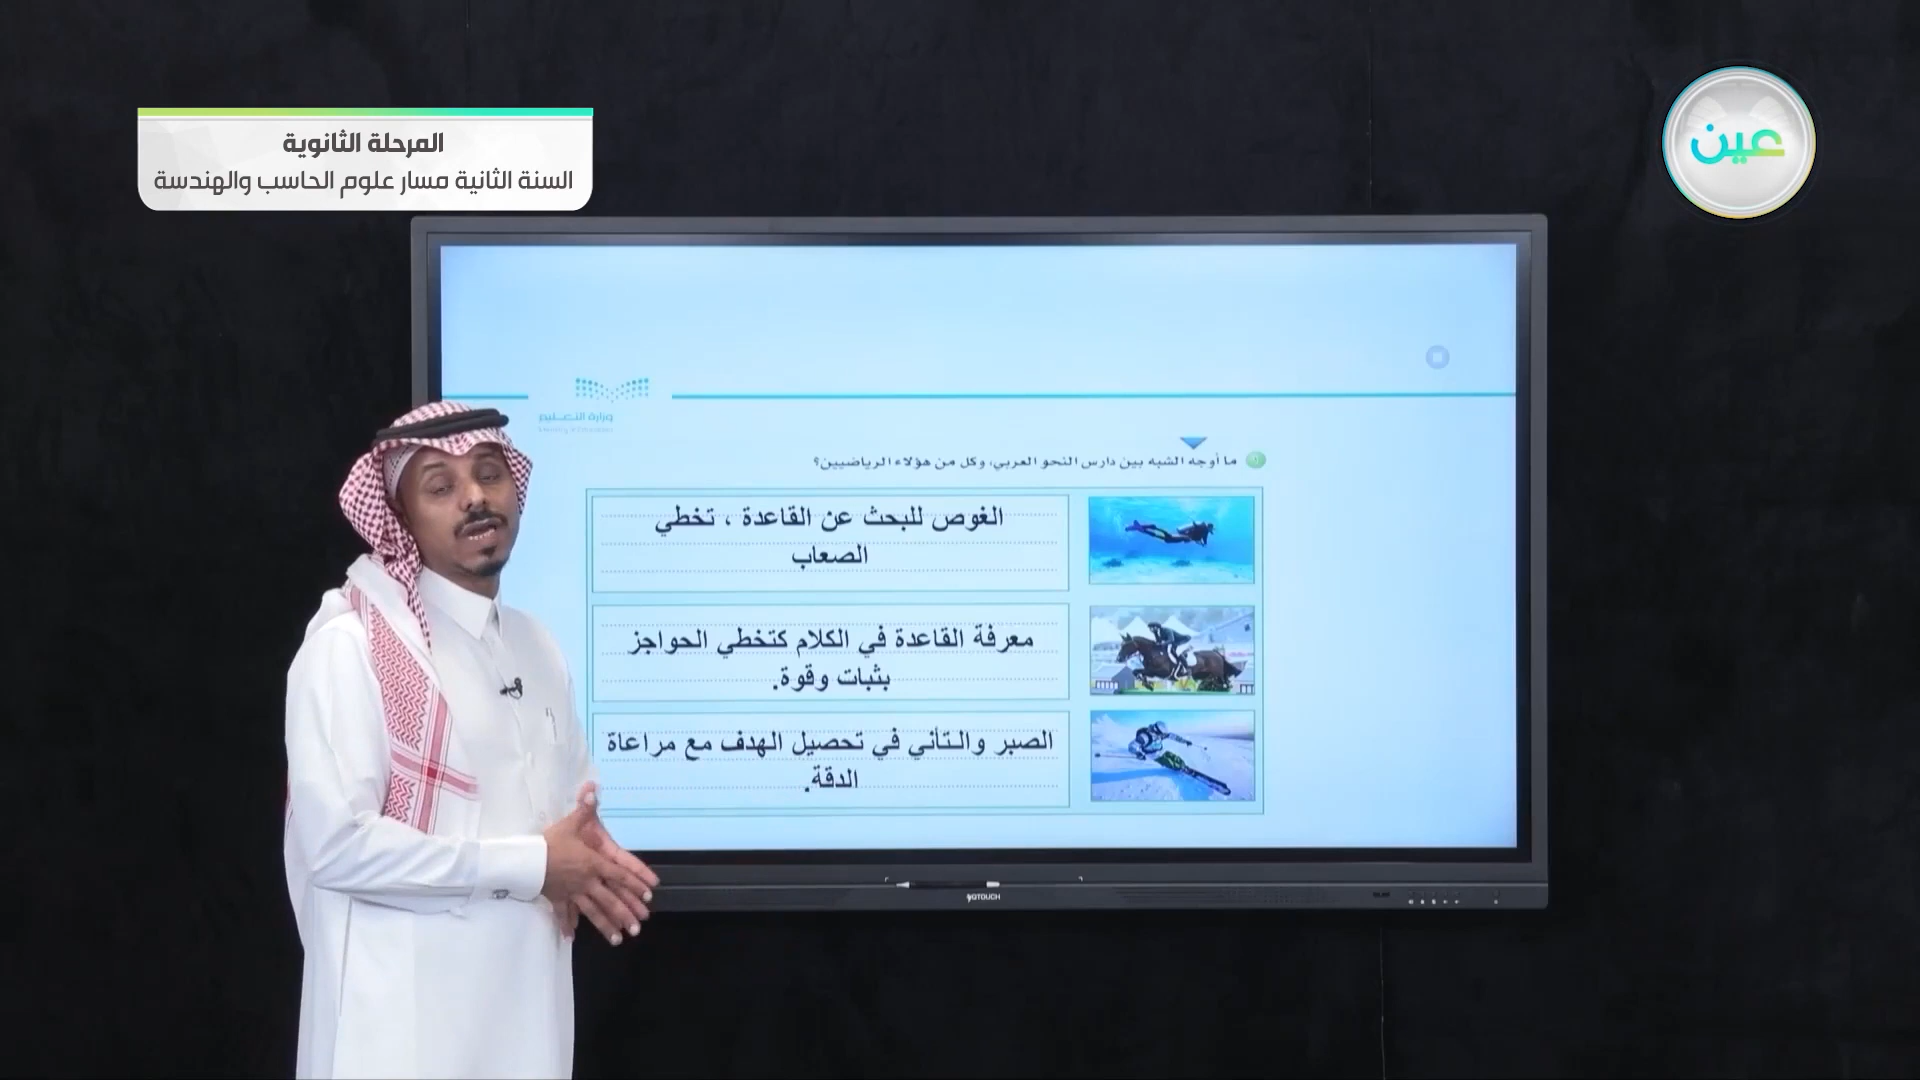 المرحلة الثانوية
السنة الثانية مسار علوم الحاسب والهندسة
عين
وزارة التعليم
ما أوجه الشبه بين دارس النحو العربي، وكل من هؤلاء الرياضيين؟
الغوص للبحث عن القاعدة ، تخطي
الصعاب
معرفة القاعدة في الكلام كتخطي الحواجز
بثبات وقوة.
الصبر والتأني في تحصيل الهدف مع مراعاة
الدقة.